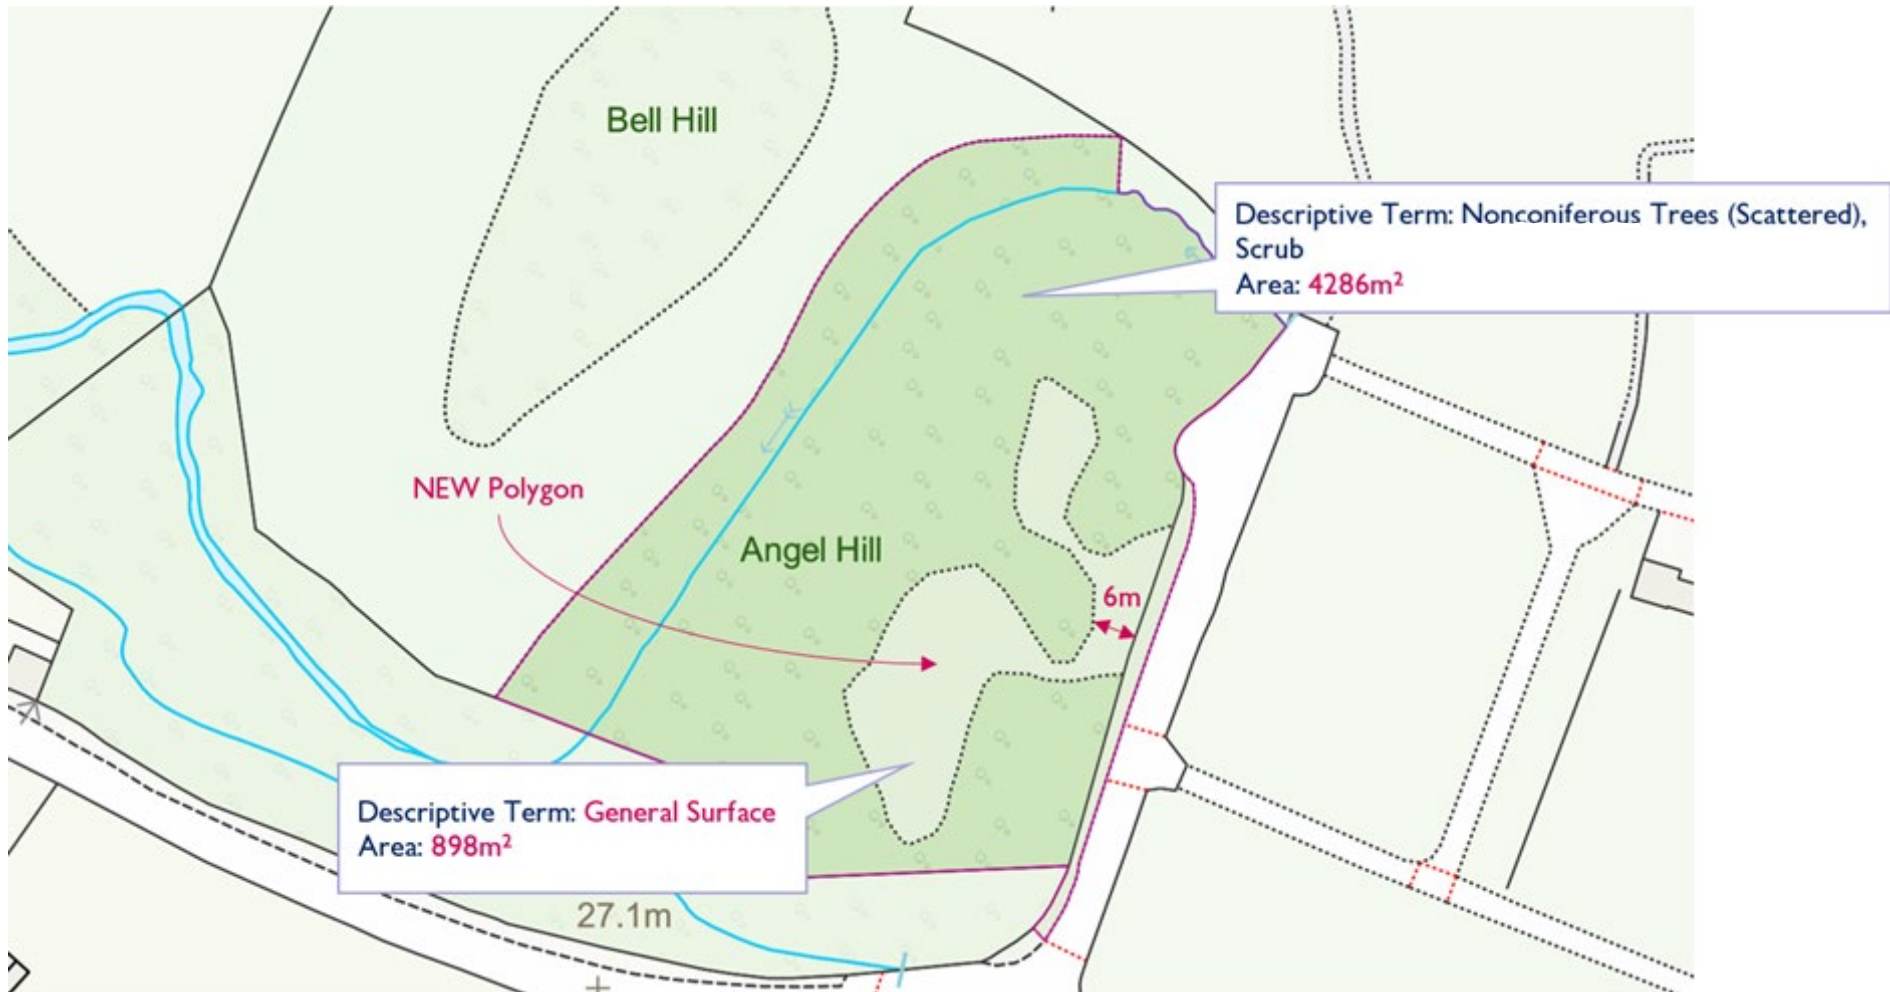 Bell Hill
Descriptive Term: Nonconiferous Trees (Scattered),
Scrub
Area: 4286m²
NEW Polygon
Angel Hill
6m
Descriptive Term: General Surface
Area: 898m²
27.1m